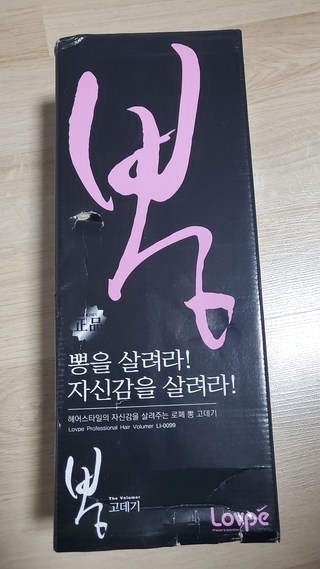 뽕
正品
뽕을 살려라!
자신감을 살려라!
헤어스타일의 자신감을 살려주는 로페 뽕 고데기
Lovpe Professional Hair Volumer LI-0099
뽕
The Volumer
고데기
Lovpé